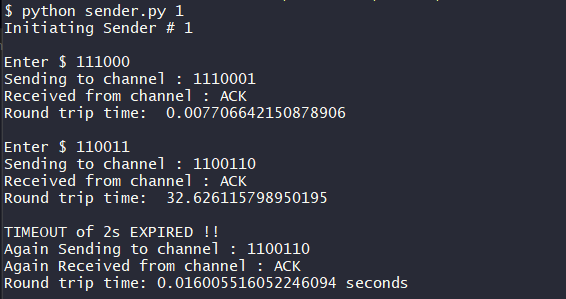 $ python sender.py 1
Initiating Sender # 1
Enter $ 111000
Sending to channel : 1110001
Received from channel : ACK
Round trip time:  0.007706642150878906
Enter $ 110011
Sending to channel : 1100110
Received from channel : ACK
Round trip time:  32.626115798950195
TIMEOUT of 2s EXPIRED !!
Again Sending to channel : 1100110
Again Received from channel : ACK
Round trip time: 0.016005516052246094 seconds